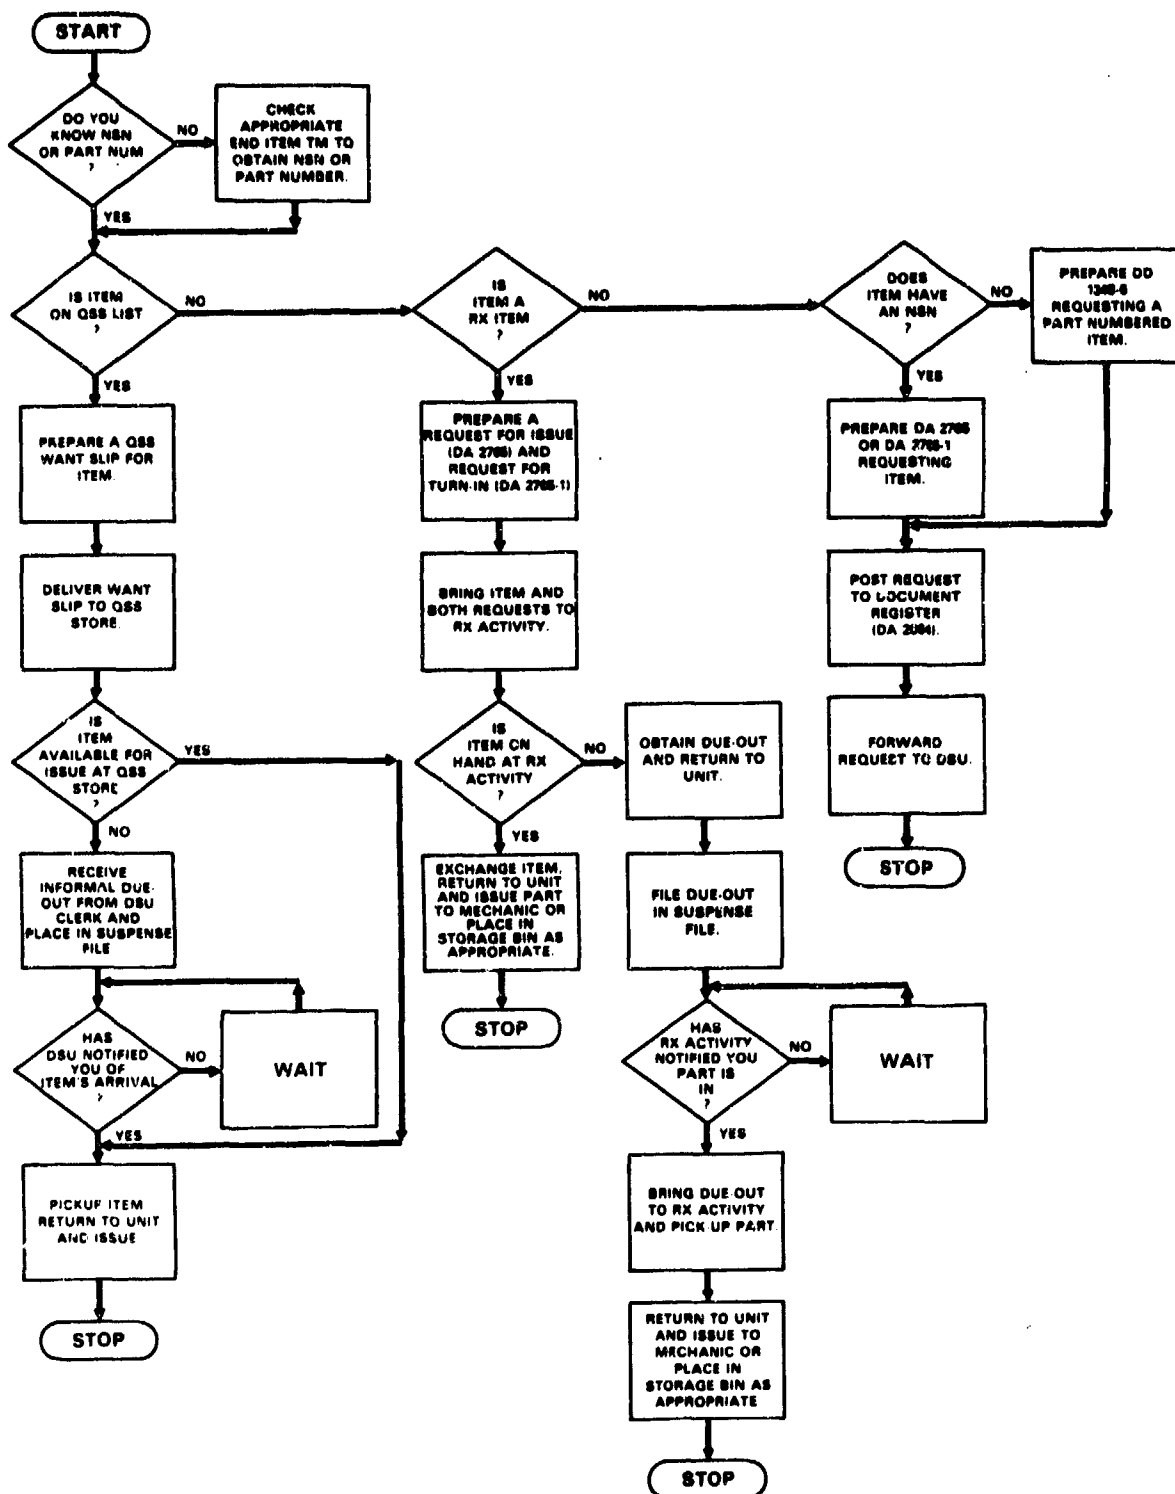 START
DO YOU
KNOW NSN
OR PART NUM
?
NO
CHECK
APPROPRIATE
END ITEM TM TO
OBTAIN NSN OR
PART NUMBER.
YES
IS ITEM
ON QSS LIST
?
NO
IS
ITEM A
RX ITEM
?
NO
DOES
ITEM HAVE
AN NSN
?
NO
PREPARE DD
1348-6
REQUESTING A
PART NUMBERED
ITEM.
YES
YES
YES
PREPARE A QSS
WANT SLIP FOR
ITEM.
PREPARE A
REQUEST FOR ISSUE
(DA 2765) AND
REQUEST FOR
TURN-IN (DA 2765-1)
PREPARE DA 2765
OR DA 2765-1
REQUESTING
ITEM.
DELIVER WANT
SLIP TO QSS
STORE.
BRING ITEM AND
BOTH REQUESTS TO
RX ACTIVITY.
POST REQUEST
TO DOCUMENT
REGISTER
(DA 2064).
IS
ITEM
AVAILABLE FOR
ISSUE AT QSS
STORE
?
YES
IS
ITEM ON
HAND AT RX
ACTIVITY
?
NO
OBTAIN DUE-OUT
AND RETURN TO
UNIT.
FORWARD
REQUEST TO DSU.
NO
YES
STOP
RECEIVE
INFORMAL DUE-
OUT FROM DSU
CLERK AND
PLACE IN SUSPENSE
FILE
EXCHANGE ITEM,
RETURN TO UNIT
AND ISSUE PART
TO MECHANIC OR
PLACE IN
STORAGE BIN AS
APPROPRIATE.
FILE DUE-OUT
IN SUSPENSE
FILE.
STOP
HAS
DSU NOTIFIED
YOU OF
ITEM'S ARRIVAL
?
NO
WAIT
HAS
RX ACTIVITY
NOTIFIED YOU
PART IS
IN
?
NO
WAIT
YES
YES
PICKUP ITEM
RETURN TO UNIT
AND ISSUE
BRING DUE-OUT
TO RX ACTIVITY
AND PICK-UP PART.
STOP
RETURN TO UNIT
AND ISSUE TO
MECHANIC OR
PLACE IN
STORAGE BIN AS
APPROPRIATE
STOP